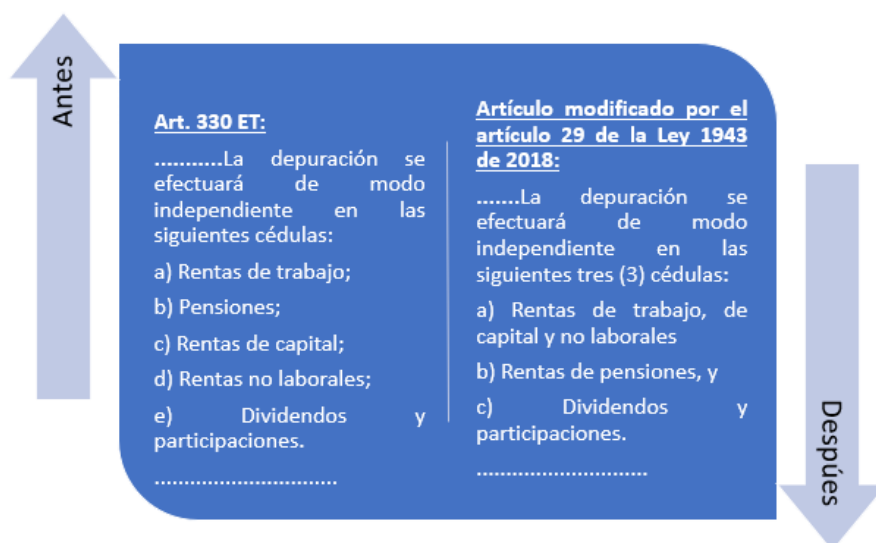 Antes
Art. 330 ET:
...........La depuración se
efectuará de modo
independiente en las
siguientes cédulas:
a) Rentas de trabajo;
b) Pensiones;
c) Rentas de capital;
d) Rentas no laborales;
e) Dividendos y
participaciones.
...............................
Artículo modificado por el
artículo 29 de la Ley 1943
de 2018:
.......La depuración se
efectuará de modo
independiente en las
siguientes tres (3) cédulas:
a) Rentas de trabajo, de
capital y no laborales
b) Rentas de pensiones, y
c) Dividendos y
participaciones.
.............................
Despúes